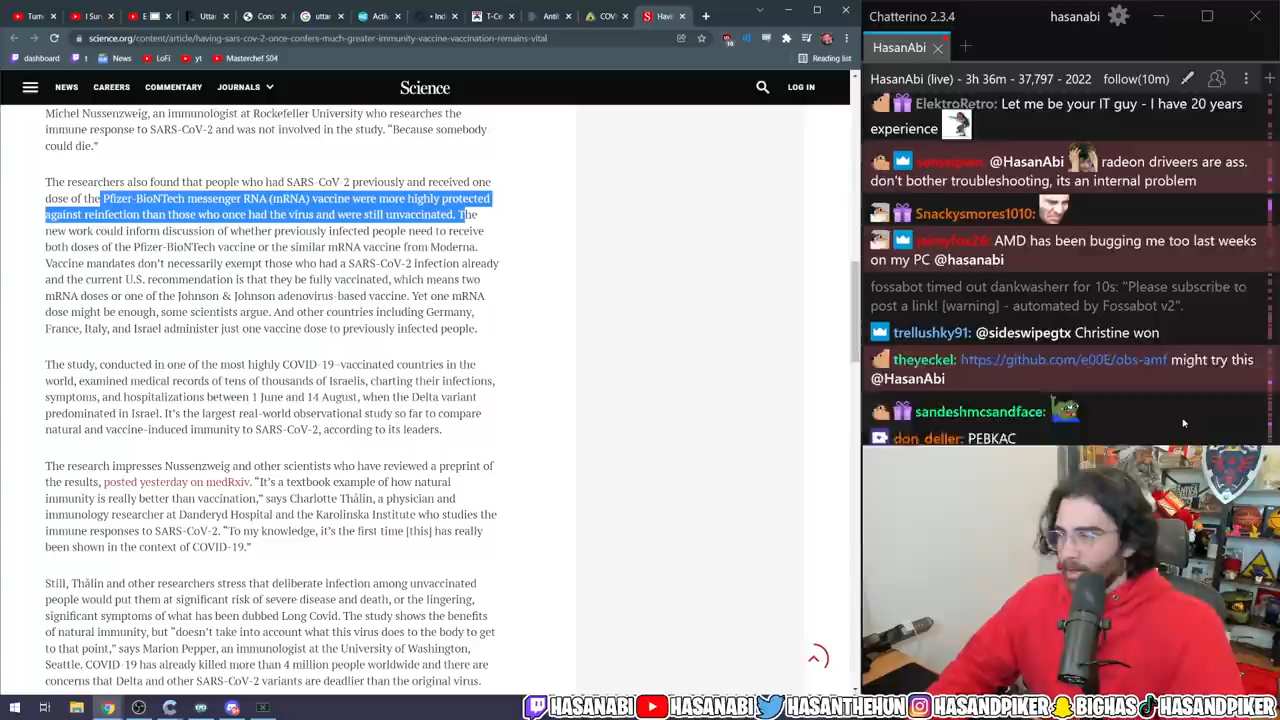 Turn
I Surv
E
Uttar
Con:
uttar
Activ
Ind
T-Ce
Anti
COV
Havi
science.org/content/article/having-sars-cov-2-once-confers-much-greater-immunity-vaccine-vaccination-remains-vital
10
dashboard
t
News
LoFi
yt
Masterchef S04
Reading list
NEWS
CAREERS
COMMENTARY
JOURNALS
Science
LOG IN
Michel Nussenzweig, an immunologist at Rockefeller University who researches the
immune response to SARS-CoV-2 and was not involved in the study. “Because somebody
could die.”
The researchers also found that people who had SARS-CoV-2 previously and received one
dose of the Pfizer-BioNTech messenger RNA (mRNA) vaccine were more highly protected
against reinfection than those who once had the virus and were still unvaccinated. The
new work could inform discussion of whether previously infected people need to receive
both doses of the Pfizer-BioNTech vaccine or the similar mRNA vaccine from Moderna.
Vaccine mandates don’t necessarily exempt those who had a SARS-CoV-2 infection already
and the current U.S. recommendation is that they be fully vaccinated, which means two
mRNA doses or one of the Johnson & Johnson adenovirus-based vaccine. Yet one mRNA
dose might be enough, some scientists argue. And other countries including Germany,
France, Italy, and Israel administer just one vaccine dose to previously infected people.
The study, conducted in one of the most highly COVID-19–vaccinated countries in the
world, examined medical records of tens of thousands of Israelis, charting their infections,
symptoms, and hospitalizations between 1 June and 14 August, when the Delta variant
predominated in Israel. It’s the largest real-world observational study so far to compare
natural and vaccine-induced immunity to SARS-CoV-2, according to its leaders.
The research impresses Nussenzweig and other scientists who have reviewed a preprint of
the results, posted yesterday on medRxiv. “It’s a textbook example of how natural
immunity is really better than vaccination,” says Charlotte Thålin, a physician and
immunology researcher at Danderyd Hospital and the Karolinska Institute who studies the
immune responses to SARS-CoV-2. “To my knowledge, it’s the first time [this] has really
been shown in the context of COVID-19.”
Still, Thålin and other researchers stress that deliberate infection among unvaccinated
people would put them at significant risk of severe disease and death, or the lingering,
significant symptoms of what has been dubbed Long Covid. The study shows the benefits
of natural immunity, but “doesn’t take into account what this virus does to the body to get
to that point,” says Marion Pepper, an immunologist at the University of Washington,
Seattle. COVID-19 has already killed more than 4 million people worldwide and there are
concerns that Delta and other SARS-CoV-2 variants are deadlier than the original virus.
Chatterino 2.3.4
hasanabi
HasanAbi
HasanAbi (live) - 3h 36m - 37,797 - 2022
follow(10m)
ElektroRetro: Let me be your IT guy - I have 20 years
experience
senseipwn: @HasanAbi radeon driveers are ass.
don't bother troubleshooting, its an internal problem
Snackysmores1010:
jaimyfox26: AMD has been bugging me too last weeks
on my PC @hasanabi
fossabot timed out dankwasherr for 10s: "Please subscribe to
post a link! [warning] - automated by Fossabot v2".
trellushky91: @sideswipegtx Christine won
theyeckel: https://github.com/e00E/obs-amf might try this
@HasanAbi
sandeshmcsandface:
don_deller: PEBKAC
HASANABI
HASANABI
HASANTHEHUN
HASANDPIKER
BIGHAS
HASANDPIKER